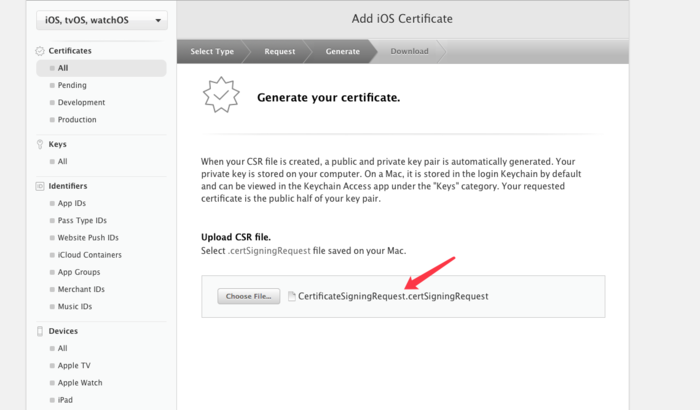 iOS, tvOS, watchOS
Certificates
All
Pending
Development
Production
Keys
All
Identifiers
App IDs
Pass Type IDs
Website Push IDs
iCloud Containers
App Groups
Merchant IDs
Music IDs
Devices
All
Apple TV
Apple Watch
iPad
Add iOS Certificate
Select Type
Request
Generate
Download
Generate your certificate.
When your CSR file is created, a public and private key pair is automatically generated. Your
private key is stored on your computer. On a Mac, it is stored in the login Keychain by default
and can be viewed in the Keychain Access app under the "Keys" category. Your requested
certificate is the public half of your key pair.
Upload CSR file.
Select .certSigningRequest file saved on your Mac.
Choose File...
CertificateSigningRequest.certSigningRequest